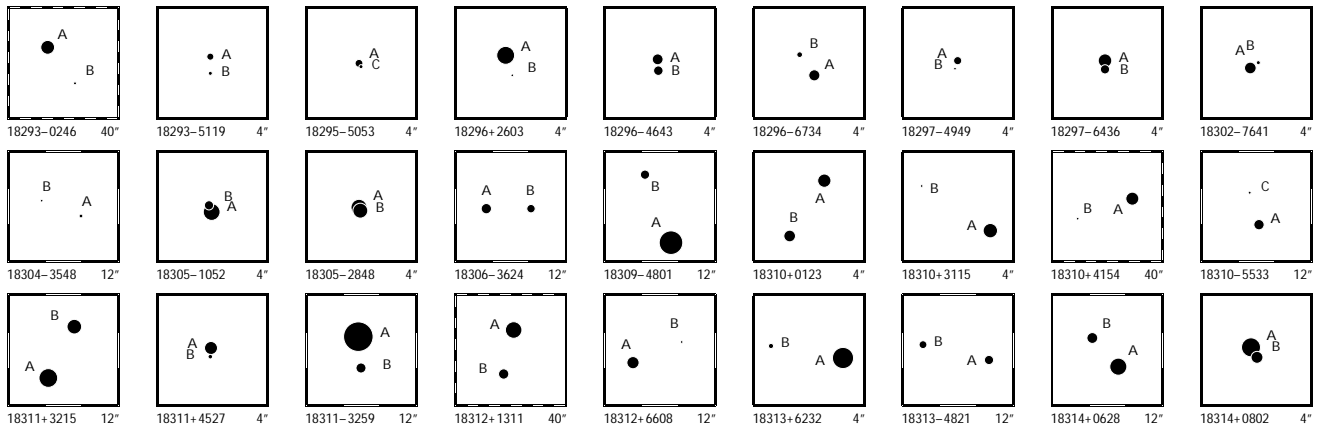 A
B
18293–0246 40″
A
B
18293–5119 4″
A
C
18295–5053 4″
A
B
18296+2603 4″
A
B
18296–4643 4″
B
A
18296–6734 4″
A
B
18297–4949 4″
A
B
18297–6436 4″
A B
18302–7641 4″
B
A
18304–3548 12″
B
A
18305–1052 4″
A
B
18305–2848 4″
A B
18306–3624 12″
B
A
18309–4801 12″
A
B
18310+0123 4″
B
A
18310+3115 4″
B A
18310+4154 40″
C
A
18310–5533 12″
B
A
18311+3215 12″
A
B
18311+4527 4″
A
B
18311–3259 12″
A
B
18312+1311 40″
B
A
18312+6608 12″
B
A
18313+6232 4″
B
A
18313–4821 12″
B
A
18314+0628 12″
A
B
18314+0802 4″